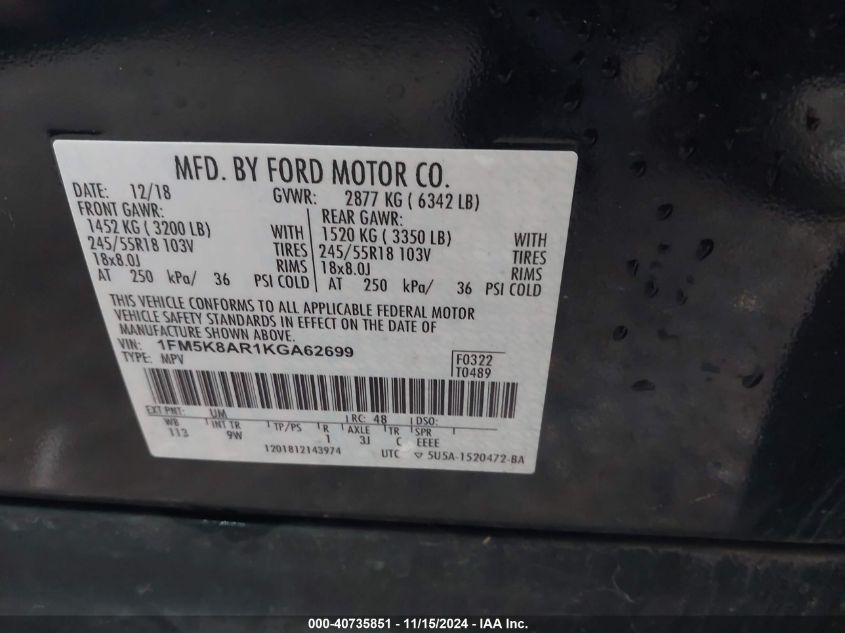 MFD. BY FORD MOTOR CO.
DATE: 12/18 GVWR: 2877 KG ( 6342 LB)
FRONT GAWR: REAR GAWR:
1452 KG ( 3200 LB) WITH 1520 KG ( 3350 LB) WITH
245/55R18 103V TIRES 245/55R18 103V TIRES
18x8.0J RIMS 18x8.0J RIMS
AT 250 kPa/ 36 PSI COLD AT 250 kPa/ 36 PSI COLD
THIS VEHICLE CONFORMS TO ALL APPLICABLE FEDERAL MOTOR
VEHICLE SAFETY STANDARDS IN EFFECT ON THE DATE OF
MANUFACTURE SHOWN ABOVE.
VIN: 1FM5K8AR1KGA62699
TYPE: MPV
F0322
T0489
EXT PNT: UM RC: 48 DSO:
WB INT TR TP/PS R AXLE TR SPR
113 9W 1 3J C EEEE
1201812143974 UTC ▽ 5U5A-1520472-BA
000-40735851 - 11/15/2024 - IAA Inc.